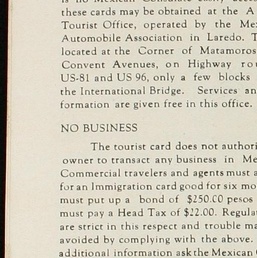 these cards may be obtained at the A
Tourist Office, operated by the Me
Automobile Association in Laredo. T
located at the Corner of Matamoros
Convent Avenues, on Highway rou
US-81 and US 96, only a few blocks
the International Bridge. Services an
formation are given free in this office.
NO BUSINESS
The tourist card does not authori
owner to transact any business in Me
Commercial travelers and agents must a
for an Immigration card good for six mo
must put up a bond of $250.00 pesos
must pay a Head Tax of $22.00. Regulat
are strict in this respect and trouble ma
avoided by complying with the above.
additional information ask the Mexican